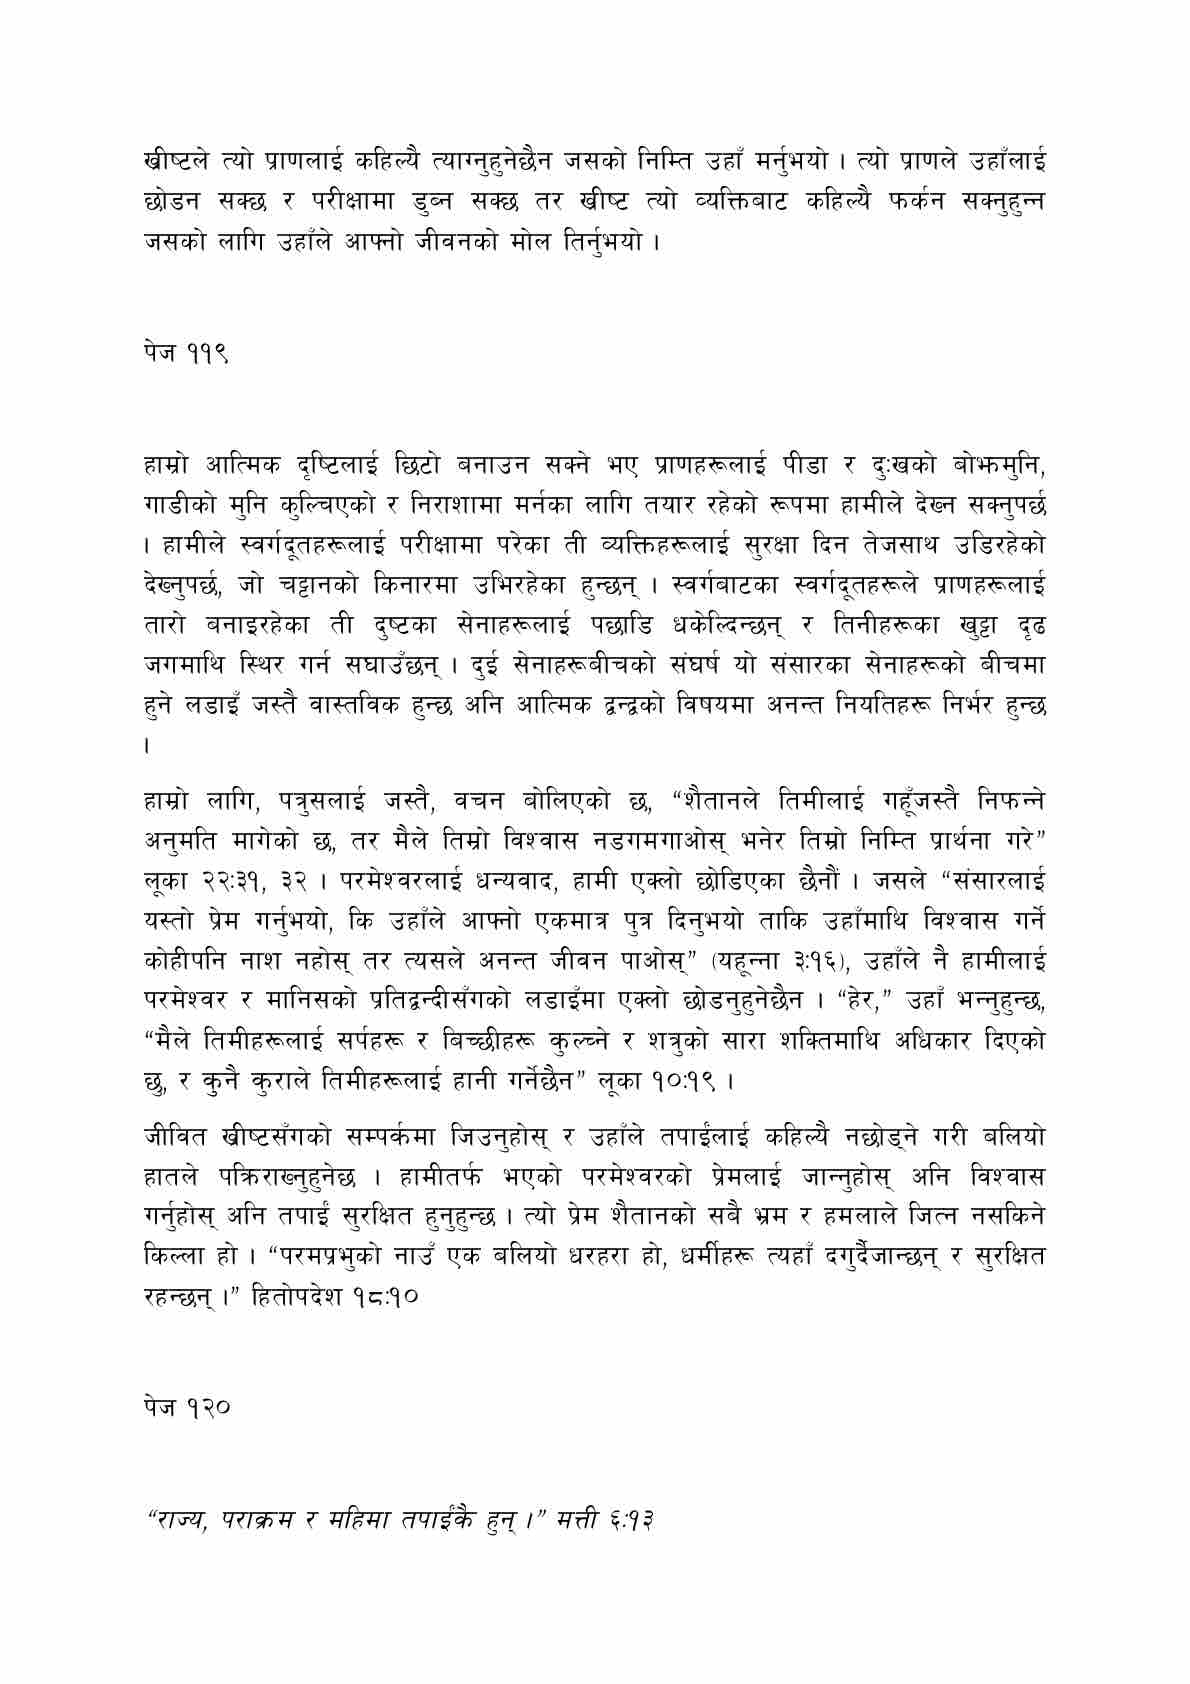 ख्रीष्टले त्यो प्राणलाई कहिल्यै त्याग्नुहुनेछैन जसको निम्ति उहाँ मर्नुभयो । त्यो प्राणले उहाँलाई
छोडन सक्छ र परीक्षामा डुब्न सक्छ तर ख्रीष्ट त्यो व्यक्तिबाट कहिल्यै फर्कन सक्नुहुन्न
जसको लागि उहाँले आफ्नो जीवनको मोल तिर्नुभयो ।
पेज ११९
हाम्रो आत्मिक दृष्टिलाई छिटो बनाउन सक्ने भए प्राणहरूलाई पीडा र दुःखको बोझमुनि,
गाडीको मुनि कुल्चिएको र निराशामा मर्नका लागि तयार रहेको रूपमा हामीले देख्न सक्नुपर्छ
। हामीले स्वर्गदूतहरूलाई परीक्षामा परेका ती व्यक्तिहरूलाई सुरक्षा दिन तेजसाथ उडिरहेको
देख्नुपर्छ, जो चट्टानको किनारमा उभिरहेका हुन्छन् । स्वर्गबाटका स्वर्गदूतहरूले प्राणहरूलाई
तारो बनाइरहेका ती दुष्टका सेनाहरूलाई पछाडि धकेल्दिन्छन् र तिनीहरूका खुट्टा दृढ
जगमाथि स्थिर गर्न सघाउँछन् । दुई सेनाहरूबीचको संघर्ष यो संसारका सेनाहरूको बीचमा
हुने लडाइँ जस्तै वास्तविक हुन्छ अनि आत्मिक द्वन्द्वको विषयमा अनन्त नियतिहरू निर्भर हुन्छ
।
हाम्रो लागि, पत्रुसलाई जस्तै, वचन बोलिएको छ, “शैतानले तिमीलाई गहूँजस्तै निफन्ने
अनुमति मागेको छ, तर मैले तिम्रो विश्वास नडगमगाओस् भनेर तिम्रो निम्ति प्रार्थना गरे”
लूका २२:३१, ३२ । परमेश्वरलाई धन्यवाद, हामी एक्लो छोडिएका छैनौं । जसले “संसारलाई
यस्तो प्रेम गर्नुभयो, कि उहाँले आफ्नो एकमात्र पुत्र दिनुभयो ताकि उहाँमाथि विश्वास गर्ने
कोहीपनि नाश नहोस् तर त्यसले अनन्त जीवन पाओस्” (यहून्ना ३:१६), उहाँले नै हामीलाई
परमेश्वर र मानिसको प्रतिद्वन्दीसँगको लडाइँमा एक्लो छोडनुहुनेछैन । “हेर,” उहाँ भन्नुहुन्छ,
“मैले तिमीहरूलाई सर्पहरू र बिच्छीहरू कुल्च्ने र शत्रुको सारा शक्तिमाथि अधिकार दिएको
छु, र कुनै कुराले तिमीहरूलाई हानी गर्नेछैन” लूका १०:१९ ।
जीवित ख्रीष्टसँगको सम्पर्कमा जिउनुहोस् र उहाँले तपाईंलाई कहिल्यै नछोड्ने गरी बलियो
हातले पक्रिराख्नुहुनेछ । हामीतर्फ भएको परमेश्वरको प्रेमलाई जान्नुहोस् अनि विश्वास
गर्नुहोस् अनि तपाईं सुरक्षित हुनुहुन्छ । त्यो प्रेम शैतानको सबै भ्रम र हमलाले जित्न नसकिने
किल्ला हो । “परमप्रभुको नाउँ एक बलियो धरहरा हो, धर्मीहरू त्यहाँ दगुर्दैजान्छन् र सुरक्षित
रहन्छन् ।” हितोपदेश १८:१०
पेज १२०
“राज्य, पराक्रम र महिमा तपाईंकै हुन् ।” मत्ती ६:१३